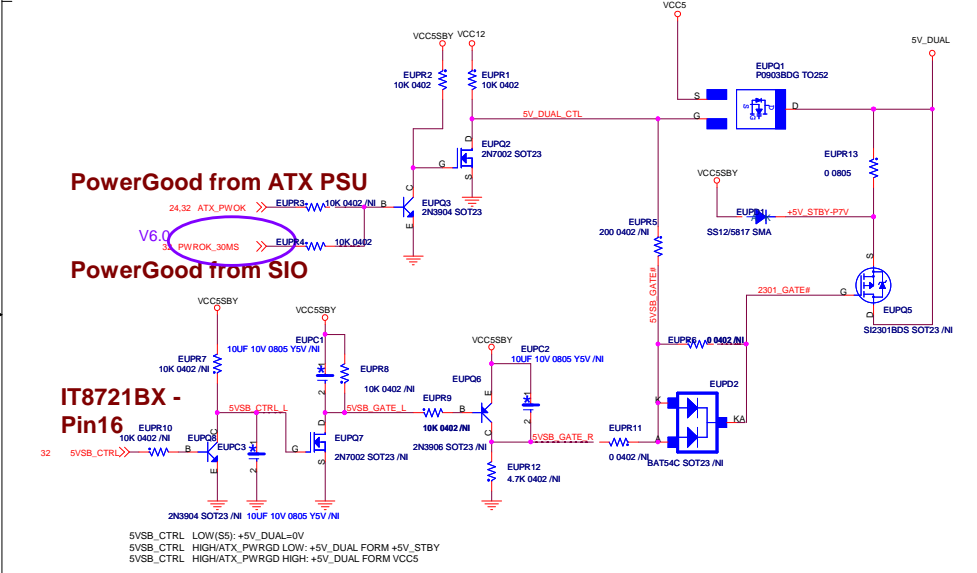 VCC5
VCC5SBY VCC12
5V_DUAL
EUPR2
10K 0402
EUPR1
10K 0402
EUPQ1
P0903BDG TO252
S
D
G
5V_DUAL_CTL
D
EUPQ2
2N7002 SOT23
G
S
EUPR13
0 0805
PowerGood from ATX PSU
VCC5SBY
24,32 ATX_PWOK
EUPR3
10K 0402 /NI
B
C
EUPQ3
2N3904 SOT23
E
SS12/5817 SMA
+5V_STBY-P7V
EUPR5
200 0402 /NI
V6.0
PWROK_30MS
EUPR4
10K 0402
PowerGood from SIO
5VSB_GATE#
2301_GATE#
S
G
D
EUPQ5
SI2301BDS SOT23 /NI
VCC5SBY
VCC5SBY
EUPR7
10K 0402 /NI
EUPC1
10UF 10V 0805 Y5V /NI
1
2
EUPR8
10K 0402 /NI
VCC5SBY
EUPC2
10UF 10V 0805 Y5V /NI
1
2
EUPR6
0 0402 /NI
IT8721BX -
Pin16
EUPQ6
E
B
C
2N3906 SOT23 /NI
EUPR9
10K 0402 /NI
EUPD2
K
KA
A
BAT54C SOT23 /NI
5VSB_CTRL_L
5VSB_GATE_L
5VSB_GATE_R
EUPR11
0 0402 /NI
EUPR10
10K 0402 /NI
32 5VSB_CTRL
B
C
EUPQ8
E
EUPC3
1
2
D
G
S
EUPQ7
2N7002 SOT23 /NI
EUPR12
4.7K 0402 /NI
2N3904 SOT23 /NI
10UF 10V 0805 Y5V /NI
5VSB_CTRL LOW(S5): +5V_DUAL=0V
5VSB_CTRL HIGH/ATX_PWRGD LOW: +5V_DUAL FORM +5V_STBY
5VSB_CTRL HIGH/ATX_PWRGD HIGH: +5V_DUAL FORM VCC5